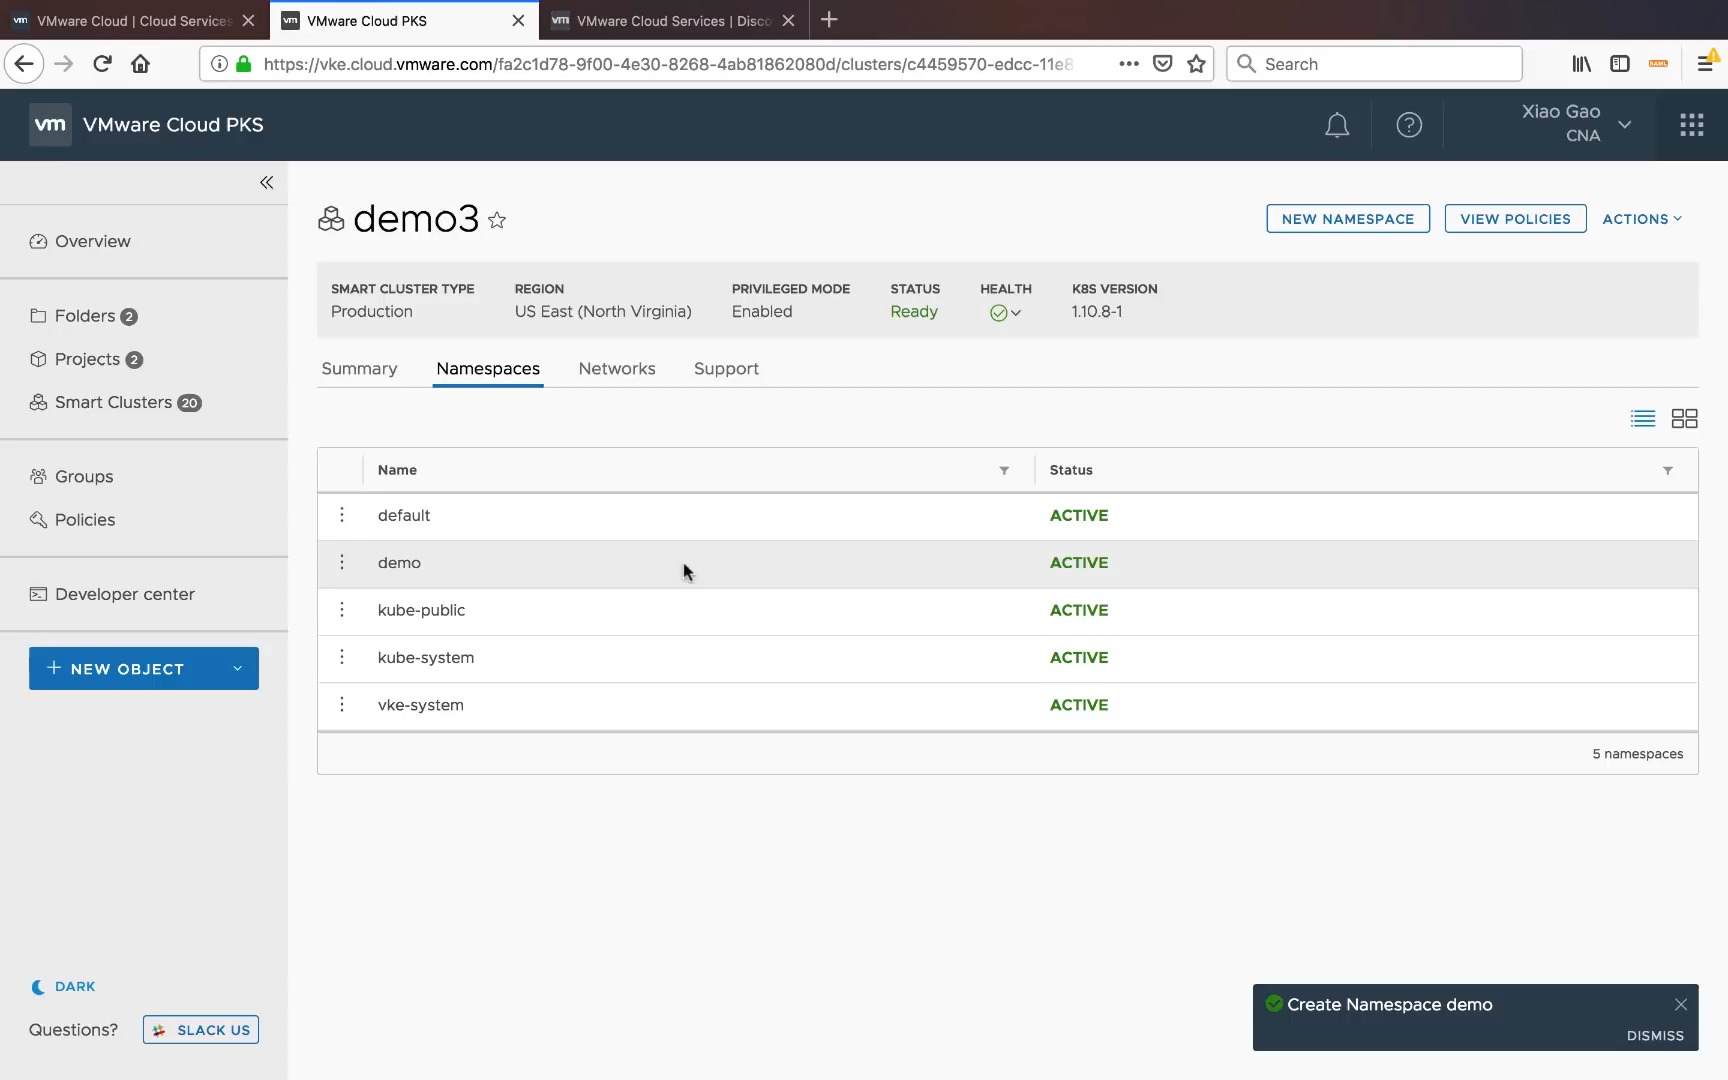 VMware Cloud | Cloud Services
VMware Cloud PKS
VMware Cloud Services | Disco
https://vke.cloud.vmware.com/fa2c1d78-9f00-4e30-8268-4ab81862080d/clusters/c4459570-edcc-11e8
Search
vm VMware Cloud PKS
Xiao Gao
CNA
Overview
Folders 2
Projects 2
Smart Clusters 20
Groups
Policies
Developer center
+ NEW OBJECT
DARK
Questions? SLACK US
demo3
NEW NAMESPACE VIEW POLICIES ACTIONS
SMART CLUSTER TYPE REGION PRIVILEGED MODE STATUS HEALTH K8S VERSION
Production US East (North Virginia) Enabled Ready 1.10.8-1
Summary Namespaces Networks Support
Name Status
default ACTIVE
demo ACTIVE
kube-public ACTIVE
kube-system ACTIVE
vke-system ACTIVE
5 namespaces
Create Namespace demo
DISMISS